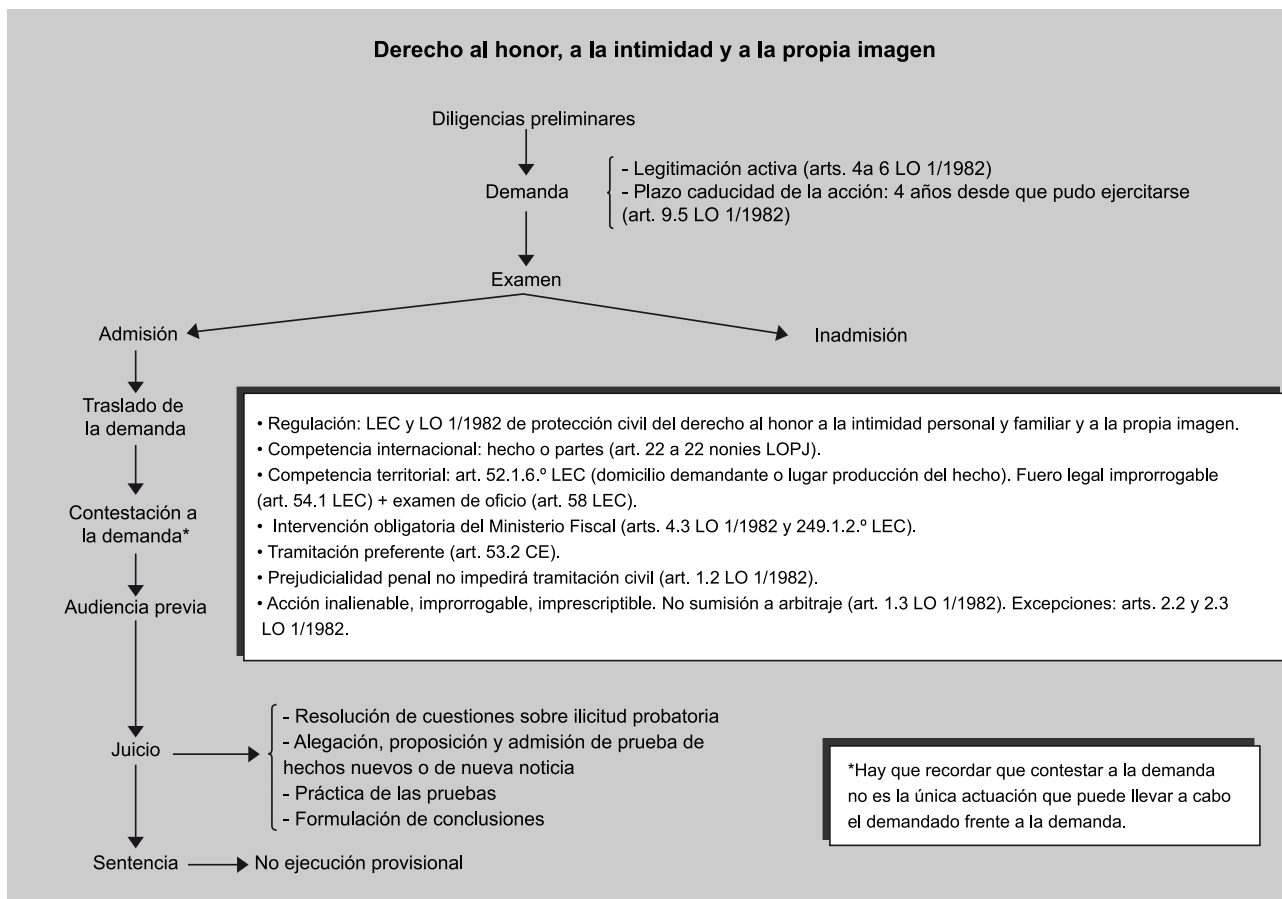 Derecho al honor, a la intimidad y a la propia imagen
Diligencias preliminares
Demanda
- Legitimación activa (arts. 4a 6 LO 1/1982)
- Plazo caducidad de la acción: 4 años desde que pudo ejercitarse
(art. 9.5 LO 1/1982)
Examen
Admisión
Inadmisión
Traslado de
la demanda
Contestación a
la demanda*
Audiencia previa
• Regulación: LEC y LO 1/1982 de protección civil del derecho al honor a la intimidad personal y familiar y a la propia imagen.
• Competencia internacional: hecho o partes (art. 22 a 22 nonies LOPJ).
• Competencia territorial: art. 52.1.6.º LEC (domicilio demandante o lugar producción del hecho). Fuero legal improrrogable
(art. 54.1 LEC) + examen de oficio (art. 58 LEC).
• Intervención obligatoria del Ministerio Fiscal (arts. 4.3 LO 1/1982 y 249.1.2.º LEC).
• Tramitación preferente (art. 53.2 CE).
• Prejudicialidad penal no impedirá tramitación civil (art. 1.2 LO 1/1982).
• Acción inalienable, improrrogable, imprescriptible. No sumisión a arbitraje (art. 1.3 LO 1/1982). Excepciones: arts. 2.2 y 2.3
LO 1/1982.
Juicio
- Resolución de cuestiones sobre ilicitud probatoria
- Alegación, proposición y admisión de prueba de
hechos nuevos o de nueva noticia
- Práctica de las pruebas
- Formulación de conclusiones
*Hay que recordar que contestar a la demanda
no es la única actuación que puede llevar a cabo
el demandado frente a la demanda.
Sentencia
No ejecución provisional